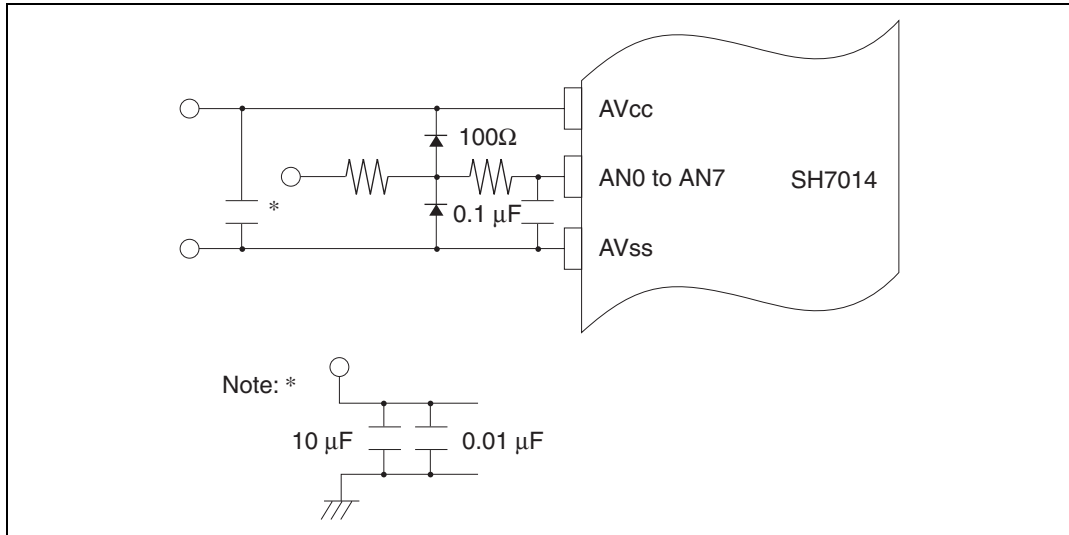 AVcc
100Ω
AN0 to AN7
SH7014
*
0.1 μF
AVss
Note: *
10 μF
0.01 μF